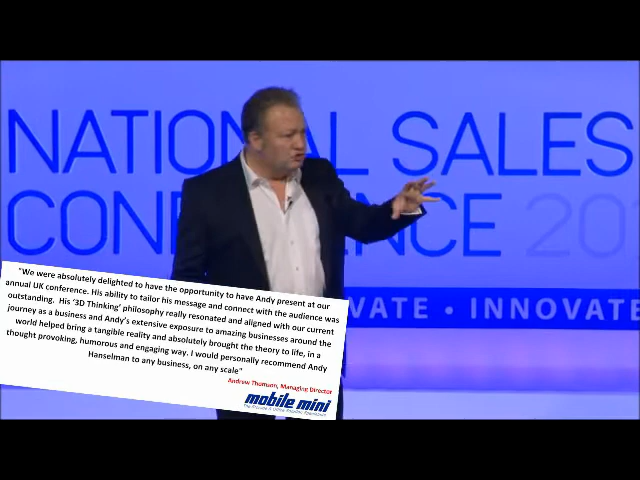 NATIONAL SALES
CONFERENCE 20
VATE • INNOVATE
"We were absolutely delighted to have the opportunity to have Andy present at our
annual UK conference. His ability to tailor his message and connect with the audience was
outstanding. His '3D Thinking' philosophy really resonated and aligned with our current
journey as a business and Andy's extensive exposure to amazing businesses around the
world helped bring a tangible reality and absolutely brought the theory to life, in a
thought provoking, humorous and engaging way. I would personally recommend Andy
Hanselman to any business, on any scale"
Andrew Thomson, Managing Director
mobile mini